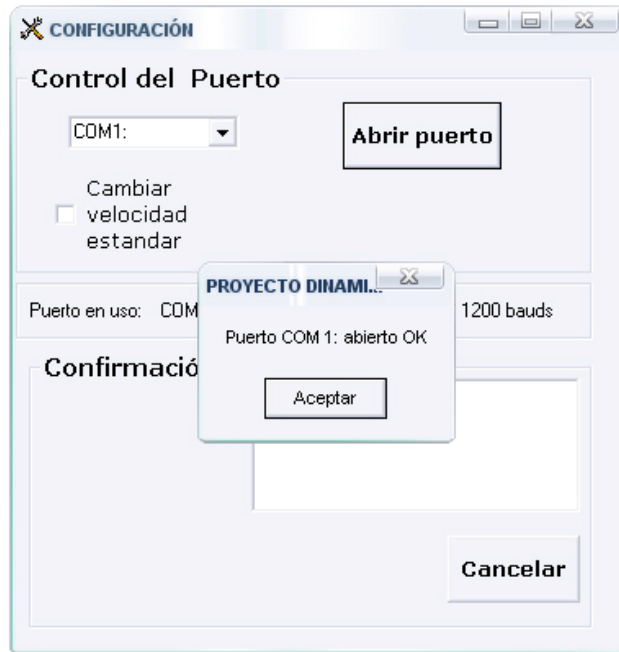 CONFIGURACIÓN
Control del Puerto
COM1:
Abrir puerto
Cambiar
velocidad
estandar
PROYECTO DINAMI...
Puerto en uso: COM
1200 bauds
Puerto COM 1: abierto OK
Confirmació
Aceptar
Cancelar